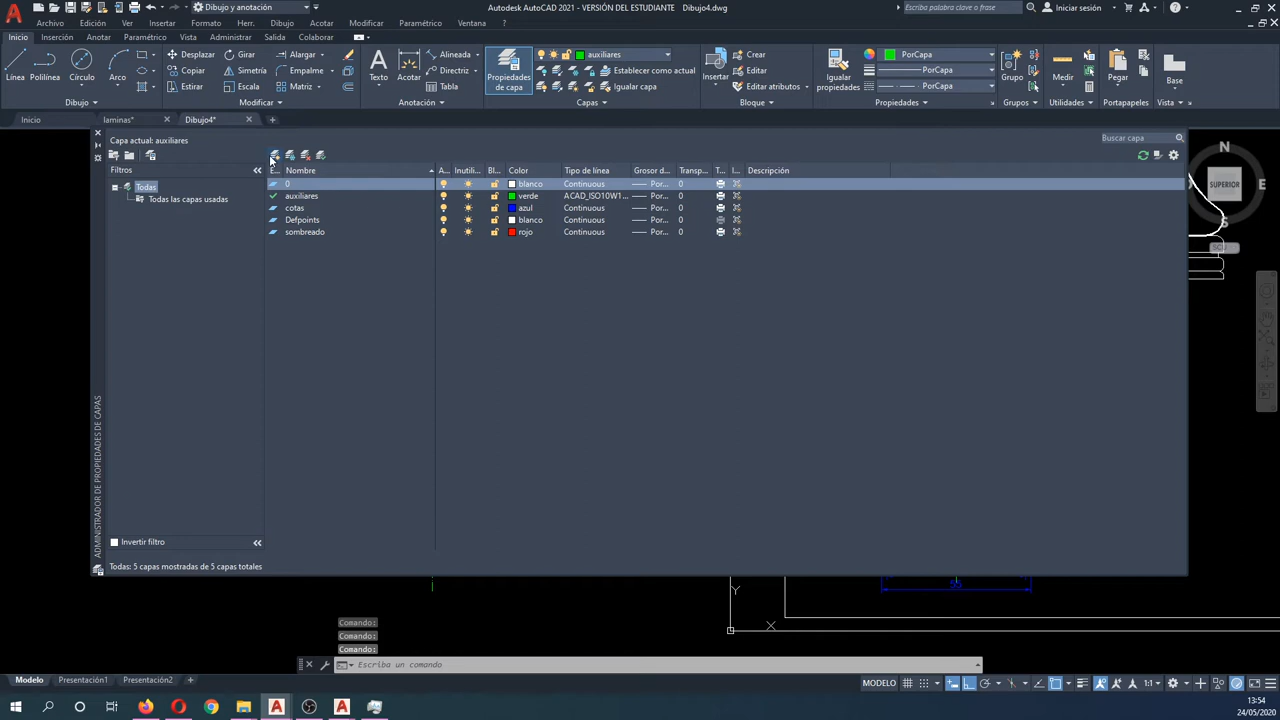 Autodesk AutoCAD 2021 - VERSIÓN DEL ESTUDIANTE Dibujo4.dwg
Dibujo y anotación
Escriba palabra clave o frase
Iniciar sesión
Archivo Edición Ver Insertar Formato Herr. Dibujo Acotar Modificar Paramétrico Ventana ?
Inicio Inserción Anotar Paramétrico Vista Administrar Salida Colaborar
Línea Polilínea Círculo Arco
Desplazar Girar Alargar
Copiar Simetría Empalme
Estirar Escala Matriz
Texto Acotar
Alineada
Directriz
Tabla
Propiedades de capa
auxiliares
Establecer como actual
Igualar capa
Insertar
Crear
Editar
Editar atributos
Igualar propiedades
PorCapa
PorCapa
PorCapa
Grupo
Medir
Pegar
Base
Dibujo Modificar Anotación Capas Bloque Propiedades Grupos Utilidades Portapapeles Vista
Inicio laminas* Dibujo4*
Capa actual: auxiliares
Buscar capa
Filtros
Todas
Todas las capas usadas
E... Nombre A... Inutili... Bl... Color Tipo de línea Grosor d... Transp... T... I... Descripción
0 blanco Continuous Por... 0
auxiliares verde ACAD_ISO10W1... Por... 0
cotas azul Continuous Por... 0
Defpoints blanco Continuous Por... 0
sombreado rojo Continuous Por... 0
Invertir filtro
Todas: 5 capas mostradas de 5 capas totales
ADMINISTRADOR DE PROPIEDADES DE CAPAS
N
E
S
SUPERIOR
SCU
55
Y
X
Comando:
Comando:
Comando:
Escriba un comando
Modelo Presentación1 Presentación2
MODELO
1:1
13:54
24/05/2020